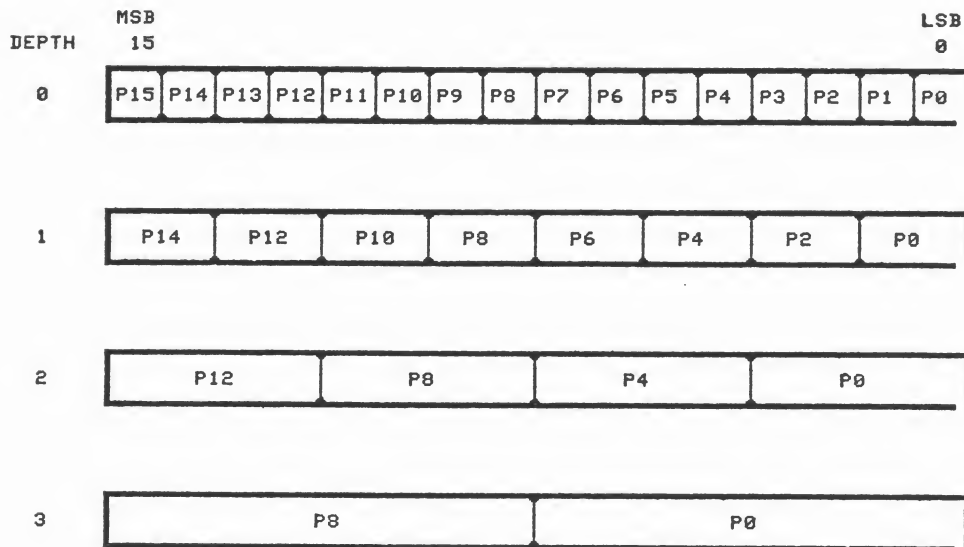 MSB LSB
DEPTH 15 0
0 P15 P14 P13 P12 P11 P10 P9 P8 P7 P6 P5 P4 P3 P2 P1 P0
1 P14 P12 P10 P8 P6 P4 P2 P0
2 P12 P8 P4 P0
3 P8 P0